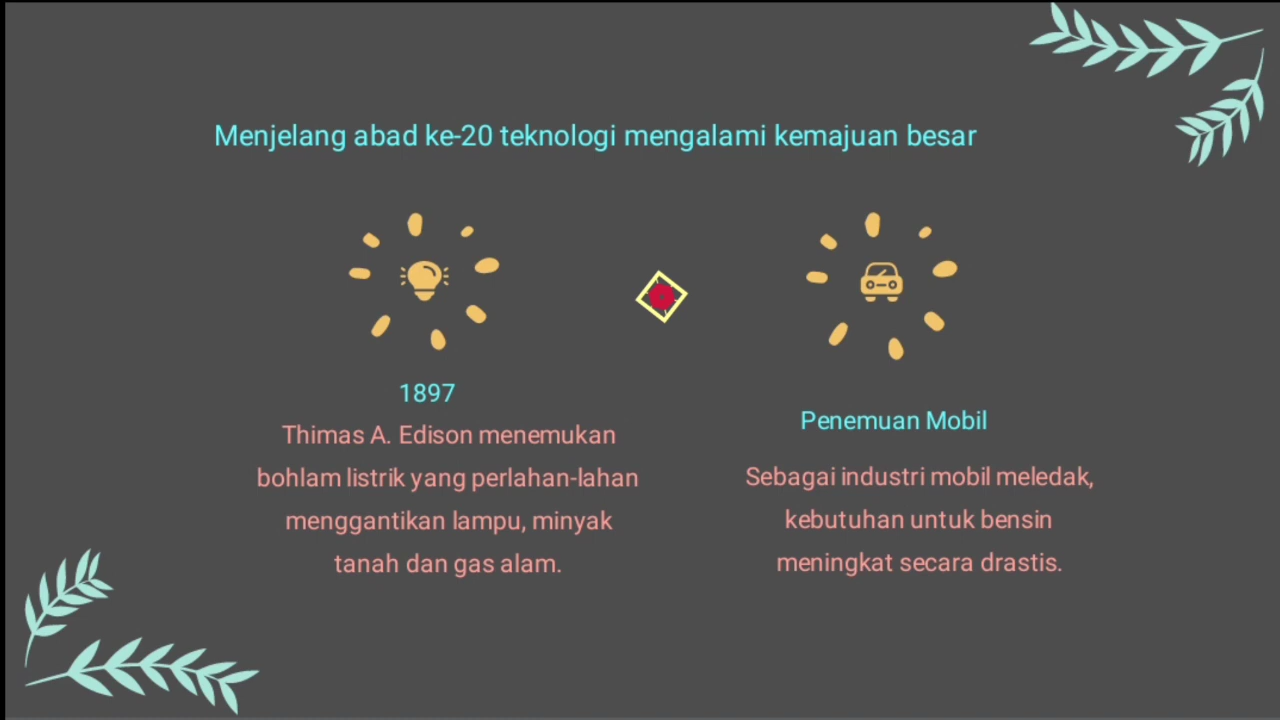 Menjelang abad ke-20 teknologi mengalami kemajuan besar
1897
Thimas A. Edison menemukan
bohlam listrik yang perlahan-lahan
menggantikan lampu, minyak
tanah dan gas alam.
Penemuan Mobil
Sebagai industri mobil meledak,
kebutuhan untuk bensin
meningkat secara drastis.